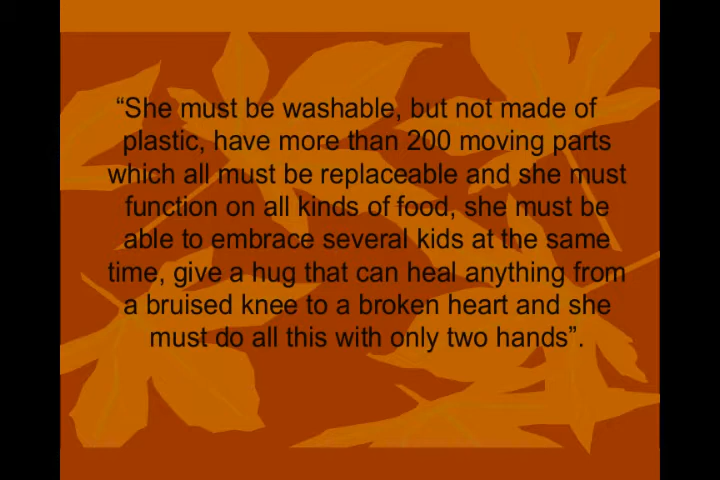 “She must be washable, but not made of
plastic, have more than 200 moving parts
which all must be replaceable and she must
function on all kinds of food, she must be
able to embrace several kids at the same
time, give a hug that can heal anything from
a bruised knee to a broken heart and she
must do all this with only two hands”.